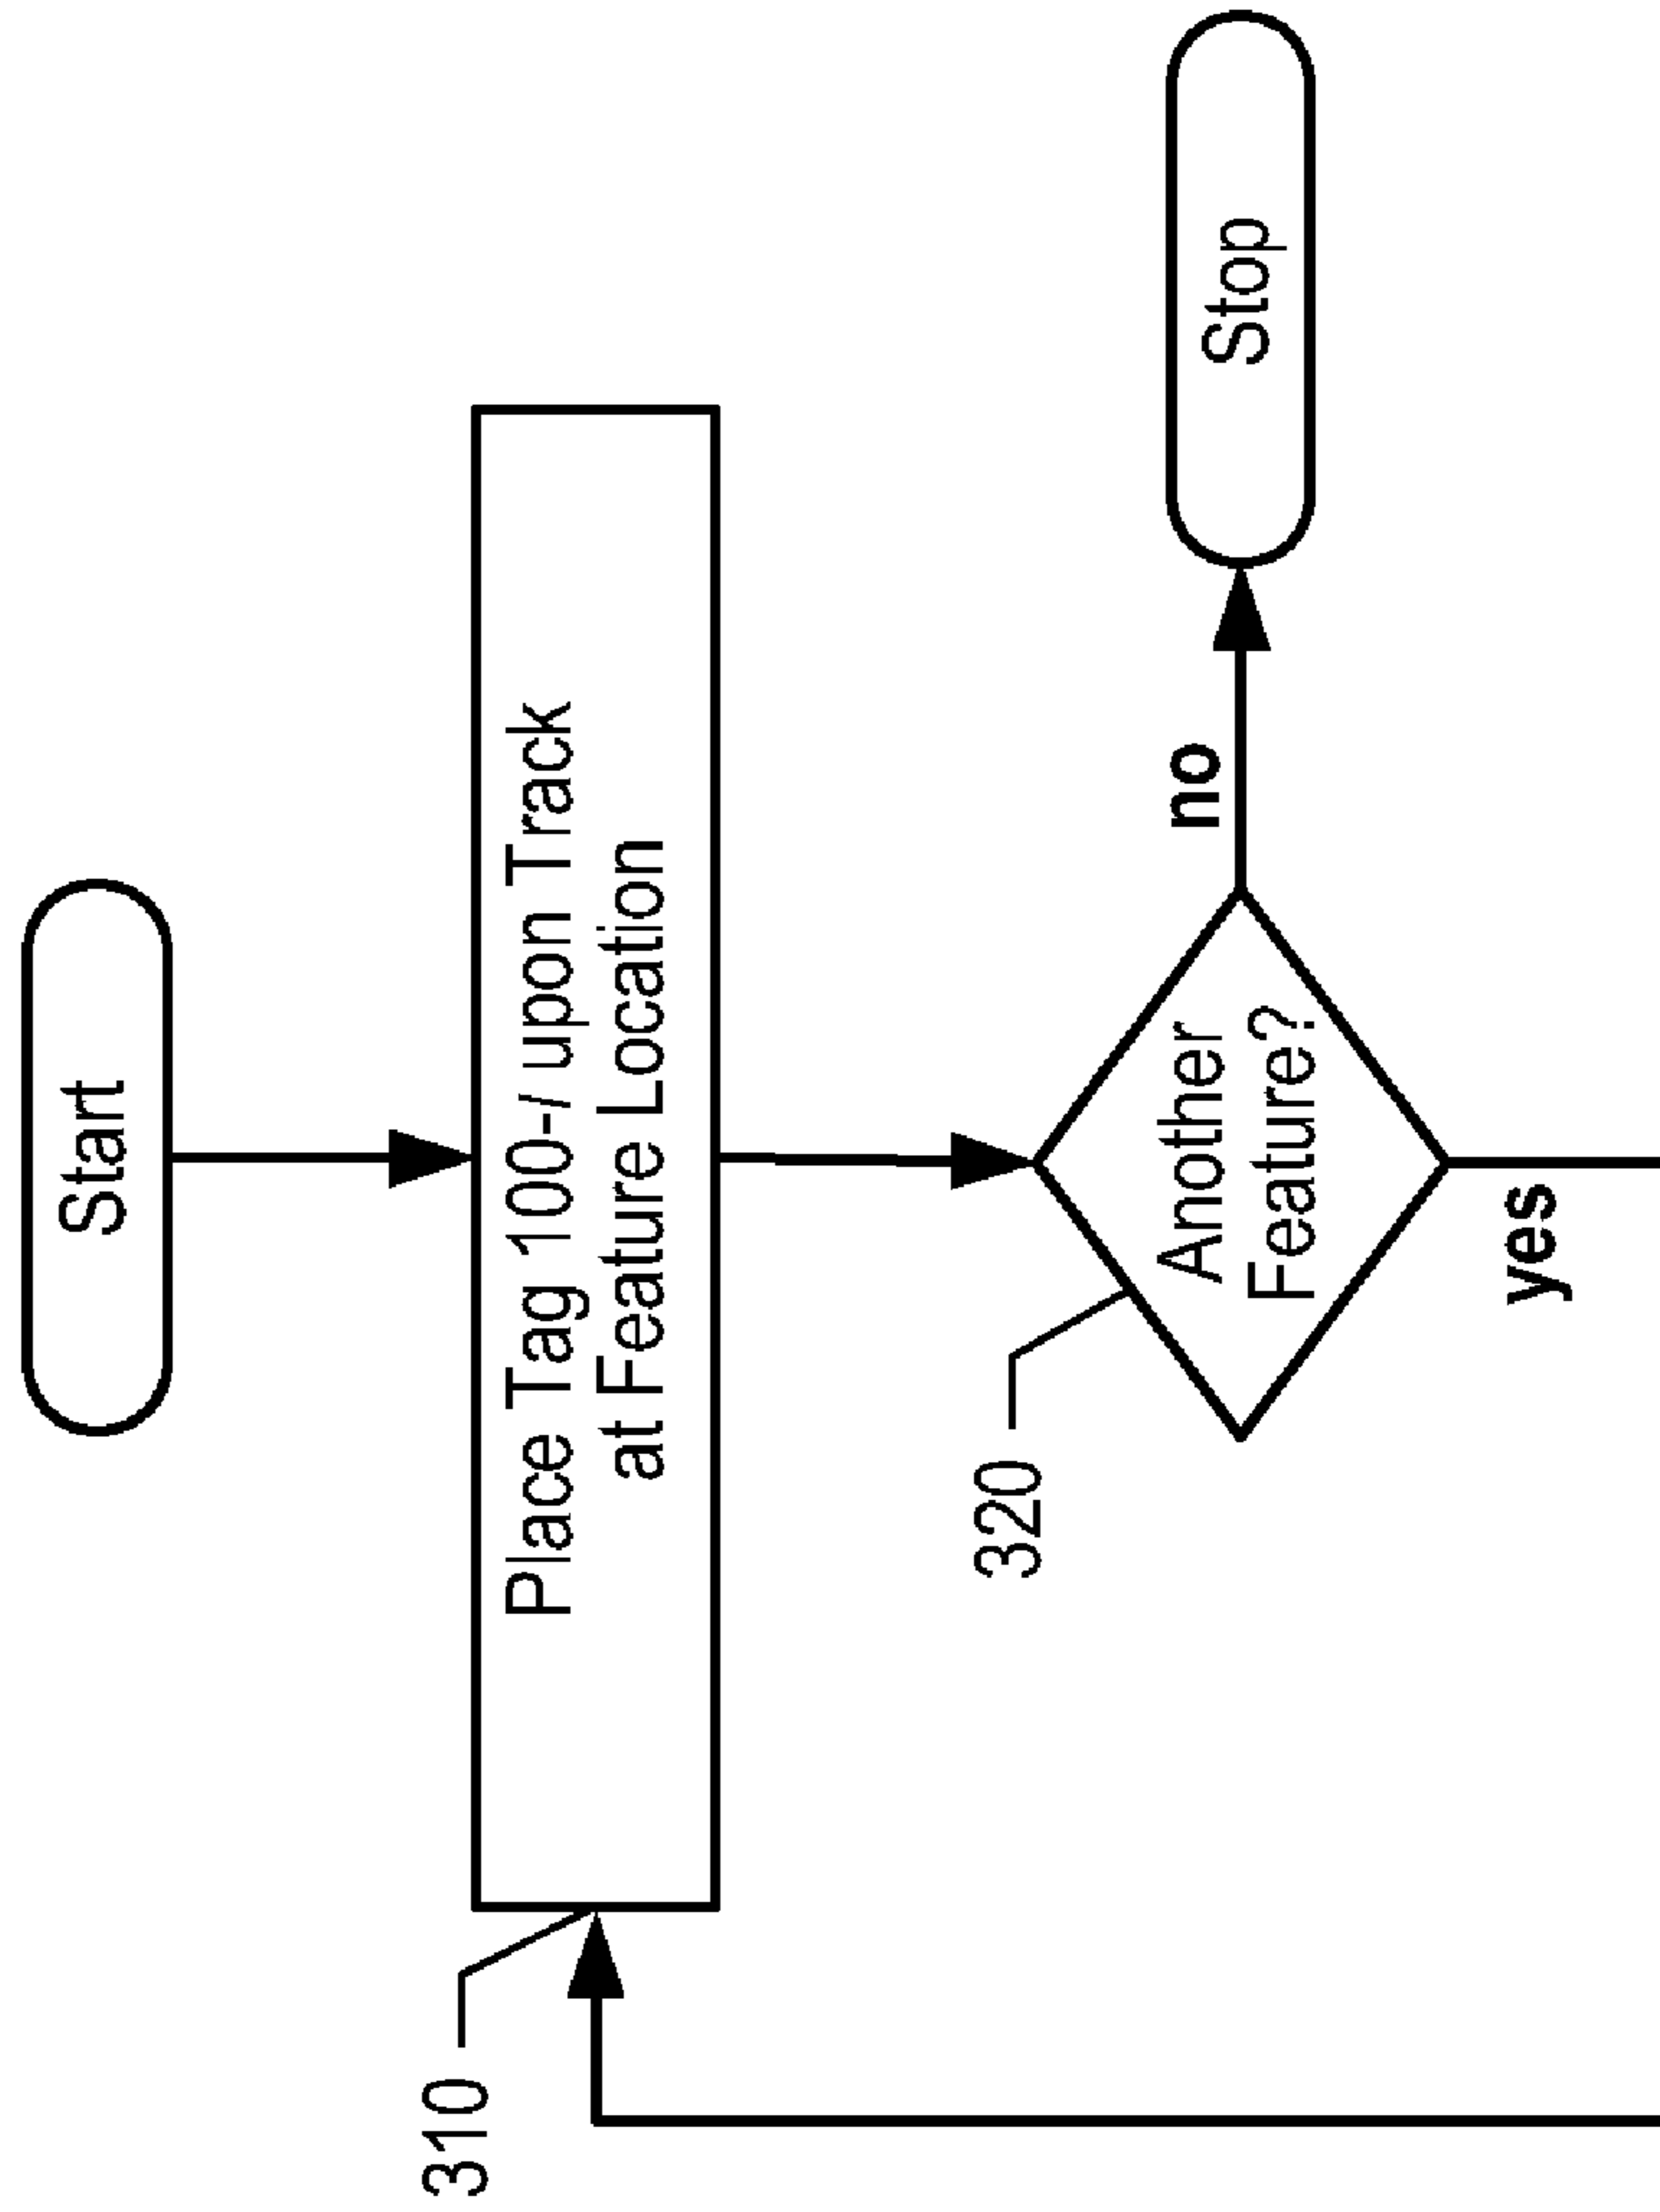 Start
310
Place Tag 100-i upon Track
at Feature Location
320
Another
Feature?
no
Stop
yes